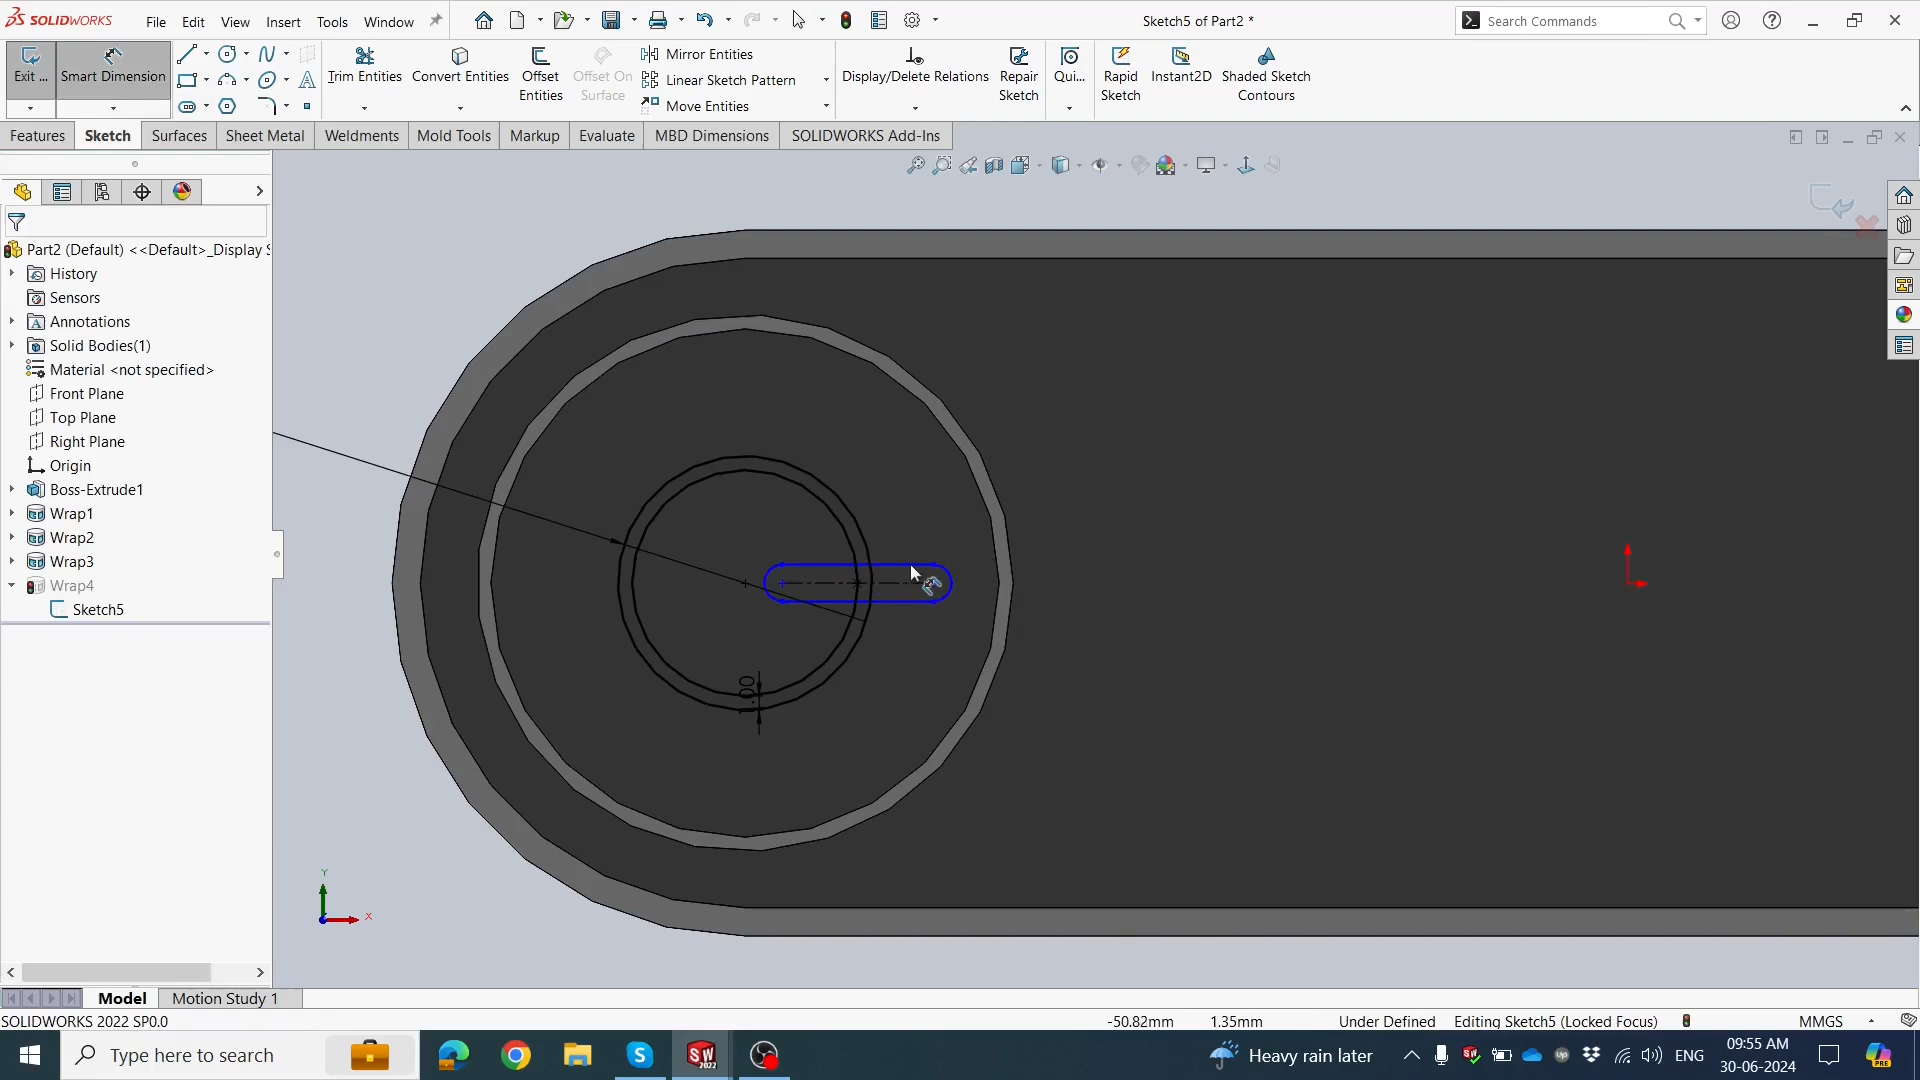 SOLIDWORKS
File Edit View Insert Tools Window
Sketch5 of Part2 *
Search Commands
Exit ...
Smart Dimension
Trim Entities
Convert Entities
Offset Entities
Offset On Surface
Mirror Entities
Linear Sketch Pattern
Move Entities
Display/Delete Relations
Repair Sketch
Qui...
Rapid Sketch
Instant2D
Shaded Sketch Contours
Features Sketch Surfaces Sheet Metal Weldments Mold Tools Markup Evaluate MBD Dimensions SOLIDWORKS Add-Ins
Part2 (Default) <<Default>_Display S
History
Sensors
Annotations
Solid Bodies(1)
Material <not specified>
Front Plane
Top Plane
Right Plane
Origin
Boss-Extrude1
Wrap1
Wrap2
Wrap3
Wrap4
Sketch5
1.00
Y
X
Model Motion Study 1
SOLIDWORKS 2022 SP0.0
-50.82mm 1.35mm Under Defined Editing Sketch5 (Locked Focus) MMGS
Type here to search
SW 2022
Heavy rain later
ENG
09:55 AM
30-06-2024
PRE